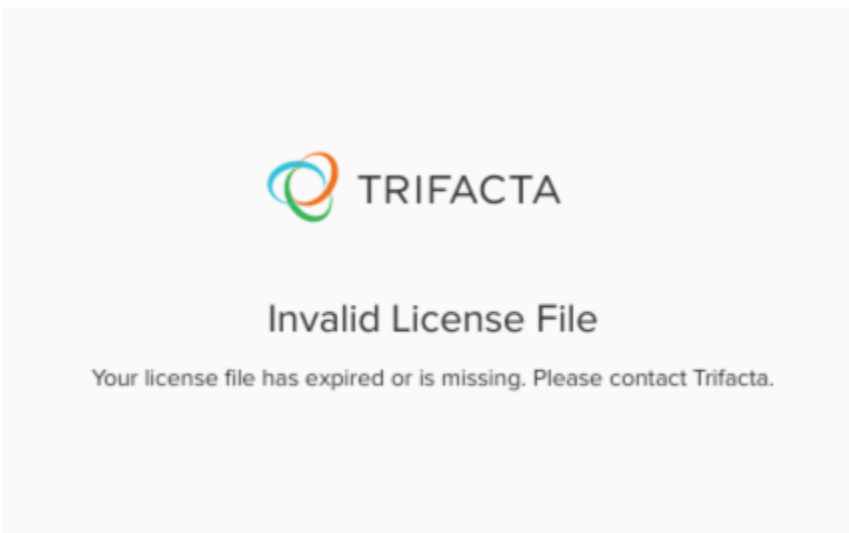 TRIFACTA
Invalid License File
Your license file has expired or is missing. Please contact Trifacta.